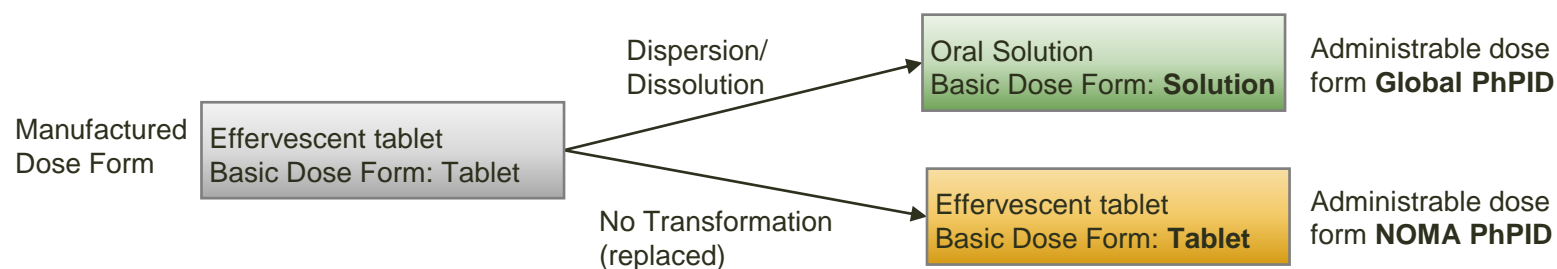 Manufactured
Dose Form
Effervescent tablet
Basic Dose Form: Tablet
Dispersion/
Dissolution
Oral Solution
Basic Dose Form: Solution
Administrable dose
form Global PhPID
No Transformation
(replaced)
Effervescent tablet
Basic Dose Form: Tablet
Administrable dose
form NOMA PhPID